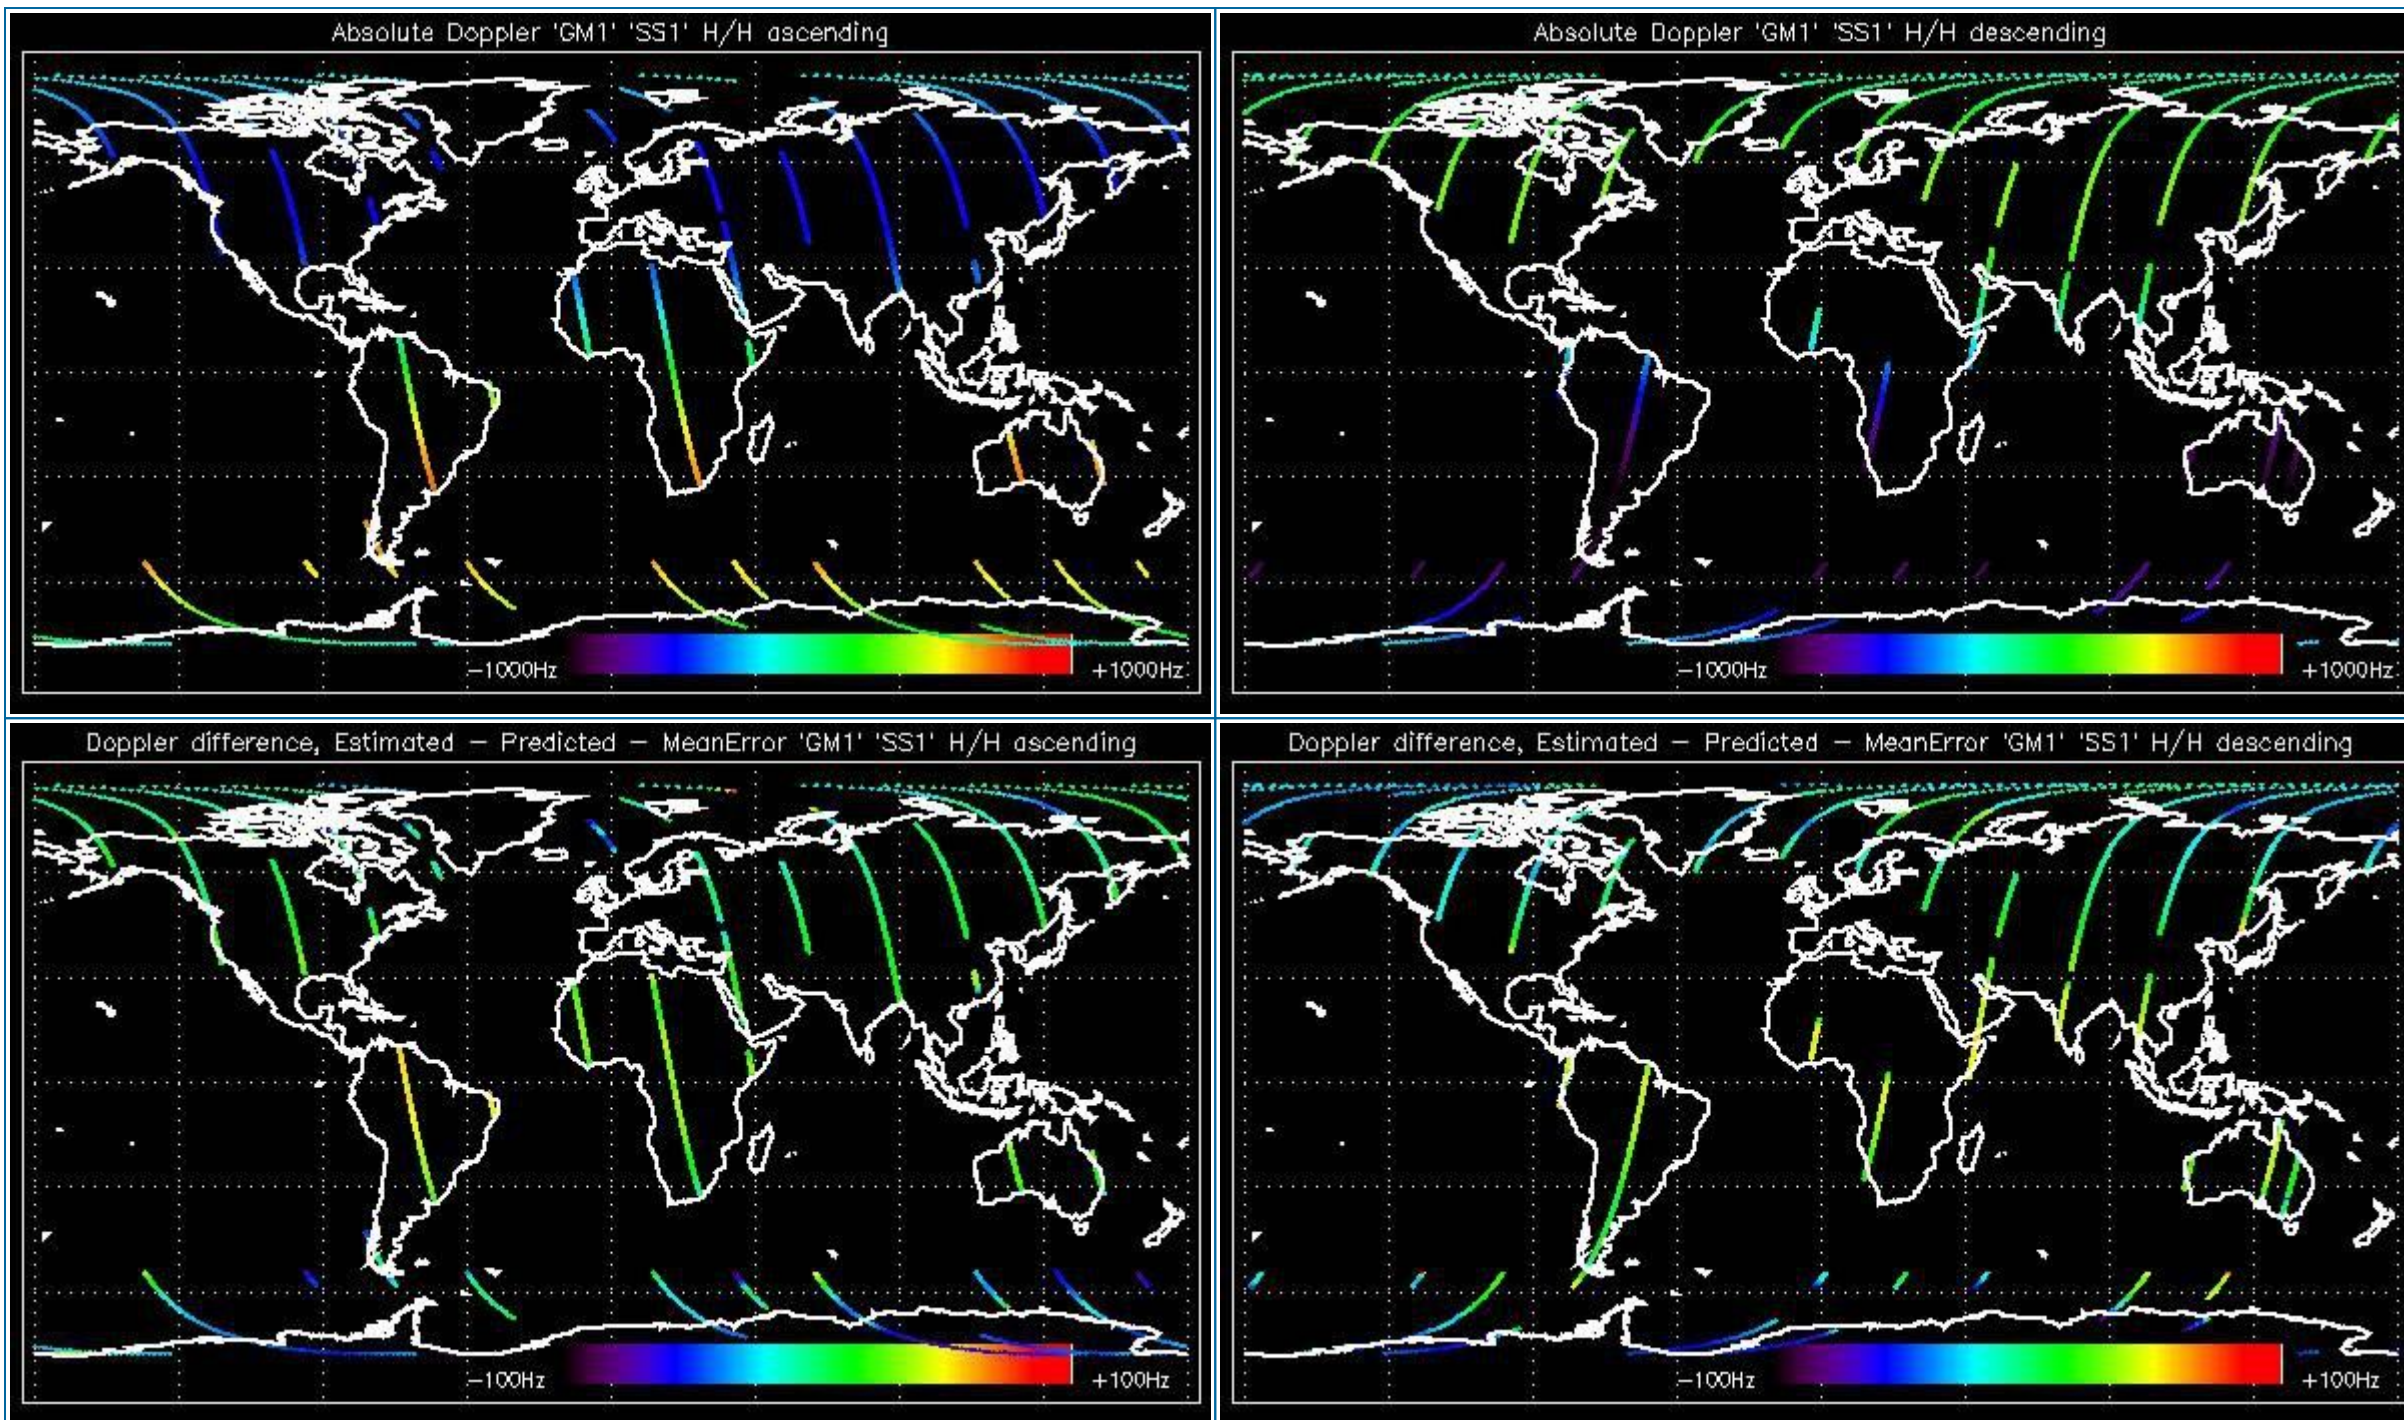 Absolute Doppler 'GM1' 'SS1' H/H ascending
−1000Hz
+1000Hz
Absolute Doppler 'GM1' 'SS1' H/H descending
−1000Hz
+1000Hz
Doppler difference, Estimated − Predicted − MeanError 'GM1' 'SS1' H/H ascending
−100Hz
+100Hz
Doppler difference, Estimated − Predicted − MeanError 'GM1' 'SS1' H/H descending
−100Hz
+100Hz